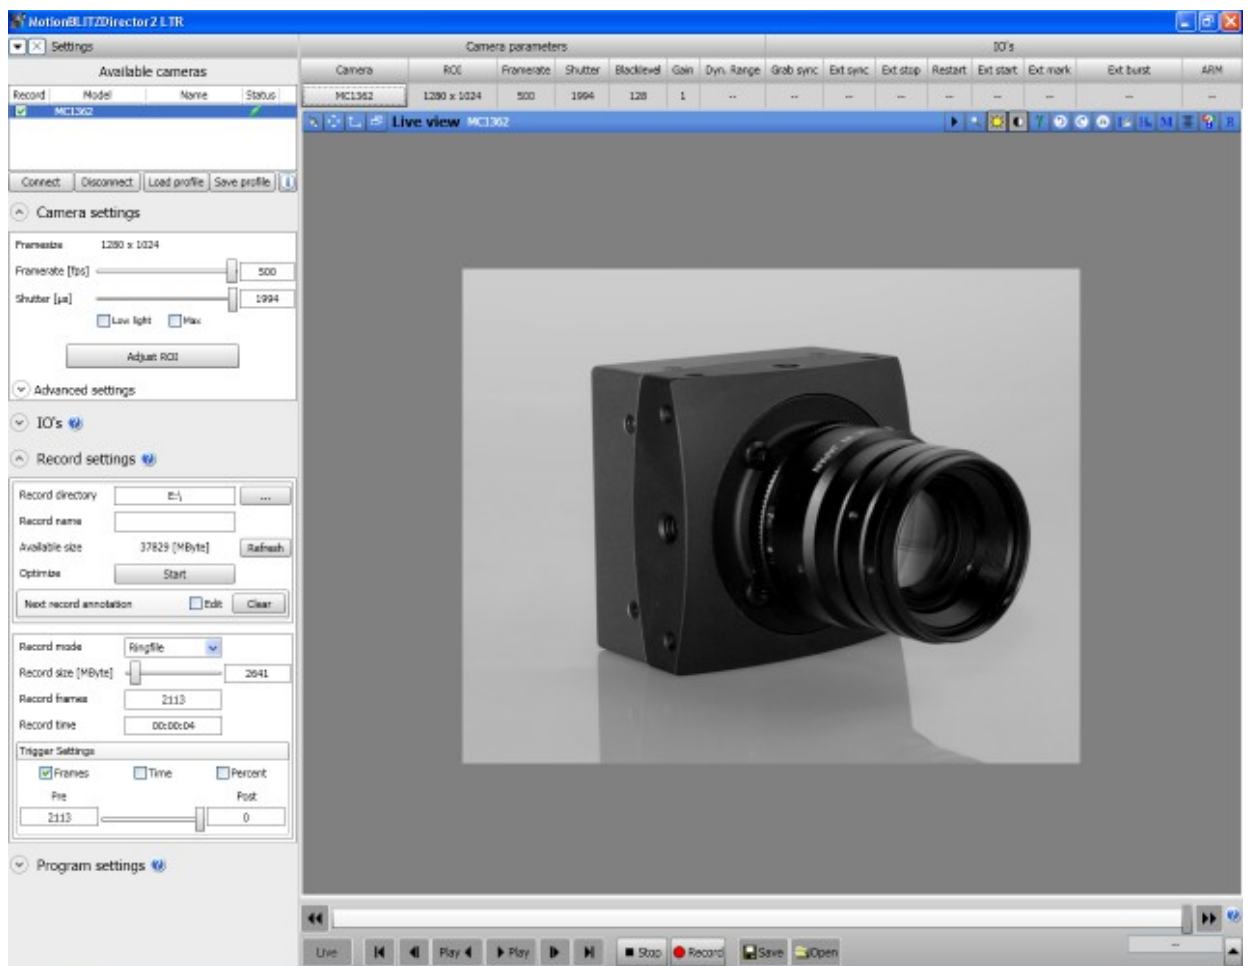 MotionBLITZDirector2 LTR
Settings
Camera parameters IO's
Available cameras
Camera ROI Framerate Shutter Blacklevel Gain Dyn. Range Grab sync Ext sync Ext stop Restart Ext start Ext mark Ext burst ARM
MC1362 1280 x 1024 500 1994 128 1 -- -- -- -- -- -- -- -- --
Record Model Name Status
MC1362
Live view MC1362
Connect Disconnect Load profile Save profile
Camera settings
Framesize 1280 x 1024
Framerate [fps] 500
Shutter [µs] 1994
Low light Max
Adjust ROI
Advanced settings
IO's
Record settings
Record directory E:\ ...
Record name
Available size 37829 [MByte] Refresh
Optimize Start
Next record annotation Edit Clear
Record mode Ringfile
Record size [MByte] 2641
Record frames 2113
Record time 00:00:04
Trigger Settings
Frames Time Percent
Pre Post
2113 0
Program settings
Live Play Play Stop Record Save Open --